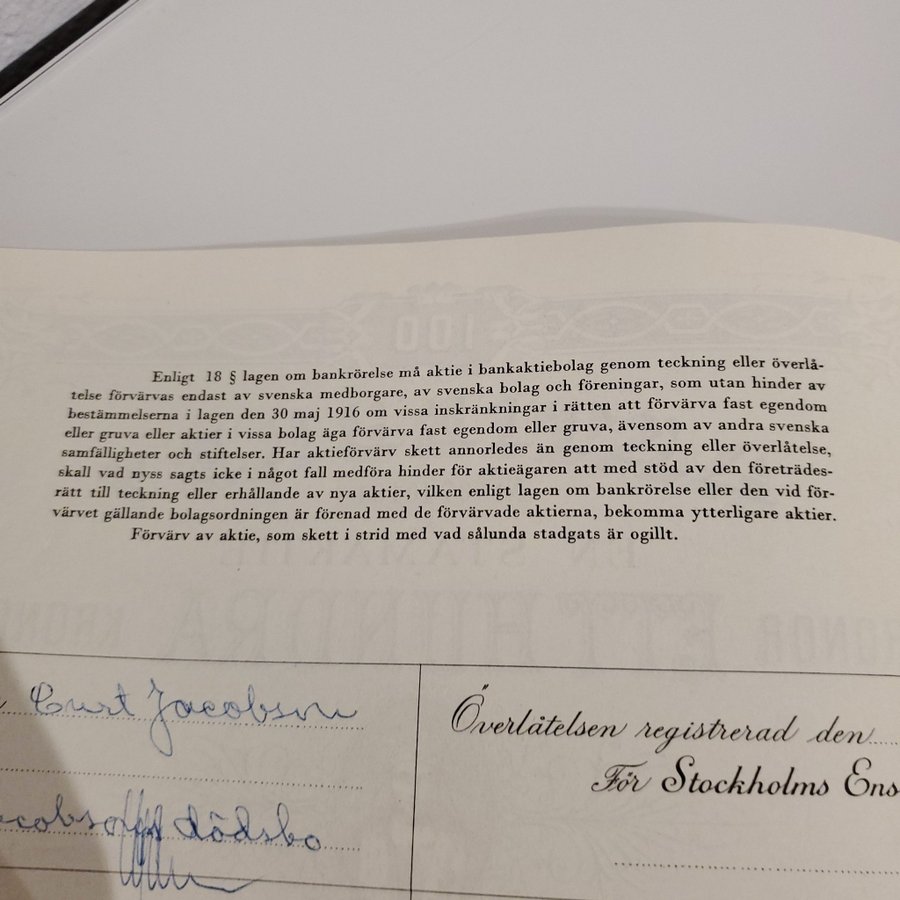 Enligt 18 § lagen om bankrörelse må aktie i bankaktiebolag genom teckning eller överlå-
telse förvärvas endast av svenska medborgare, av svenska bolag och föreningar, som utan hinder av
bestämmelserna i lagen den 30 maj 1916 om vissa inskränkningar i rätten att förvärva fast egendom
eller gruva eller aktier i vissa bolag äga förvärva fast egendom eller gruva, ävensom av andra svenska
samfälligheter och stiftelser. Har aktieförvärv skett annorledes än genom teckning eller överlåtelse,
skall vad nyss sagts icke i något fall medföra hinder för aktieägaren att med stöd av den företrädes-
rätt till teckning eller erhållande av nya aktier, vilken enligt lagen om bankrörelse eller den vid för-
värvet gällande bolagsordningen är förenad med de förvärvade aktierna, bekomma ytterligare aktier.
Förvärv av aktie, som skett i strid med vad sålunda stadgats är ogillt.
Curt Jacobson
dödsbo
Överlåtelsen registrerad den
För Stockholms Ens